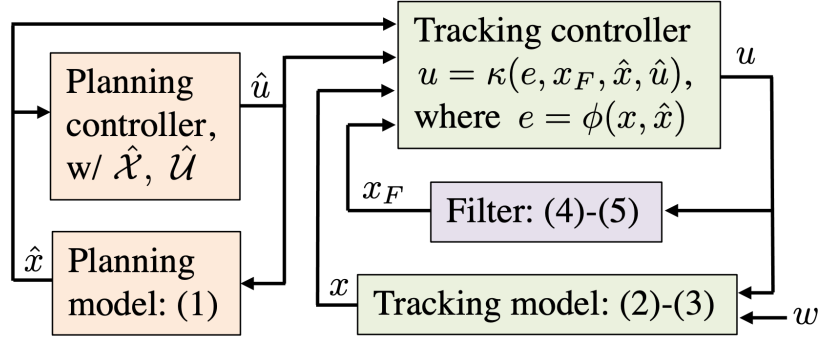 Planning
controller,
w/ 𝒳̂, 𝒰̂
û
Tracking controller
u = κ(e, x_F, x̂, û),
where e = ϕ(x, x̂)
u
x_F
Filter: (4)-(5)
x̂
Planning
model: (1)
x
Tracking model: (2)-(3)
w